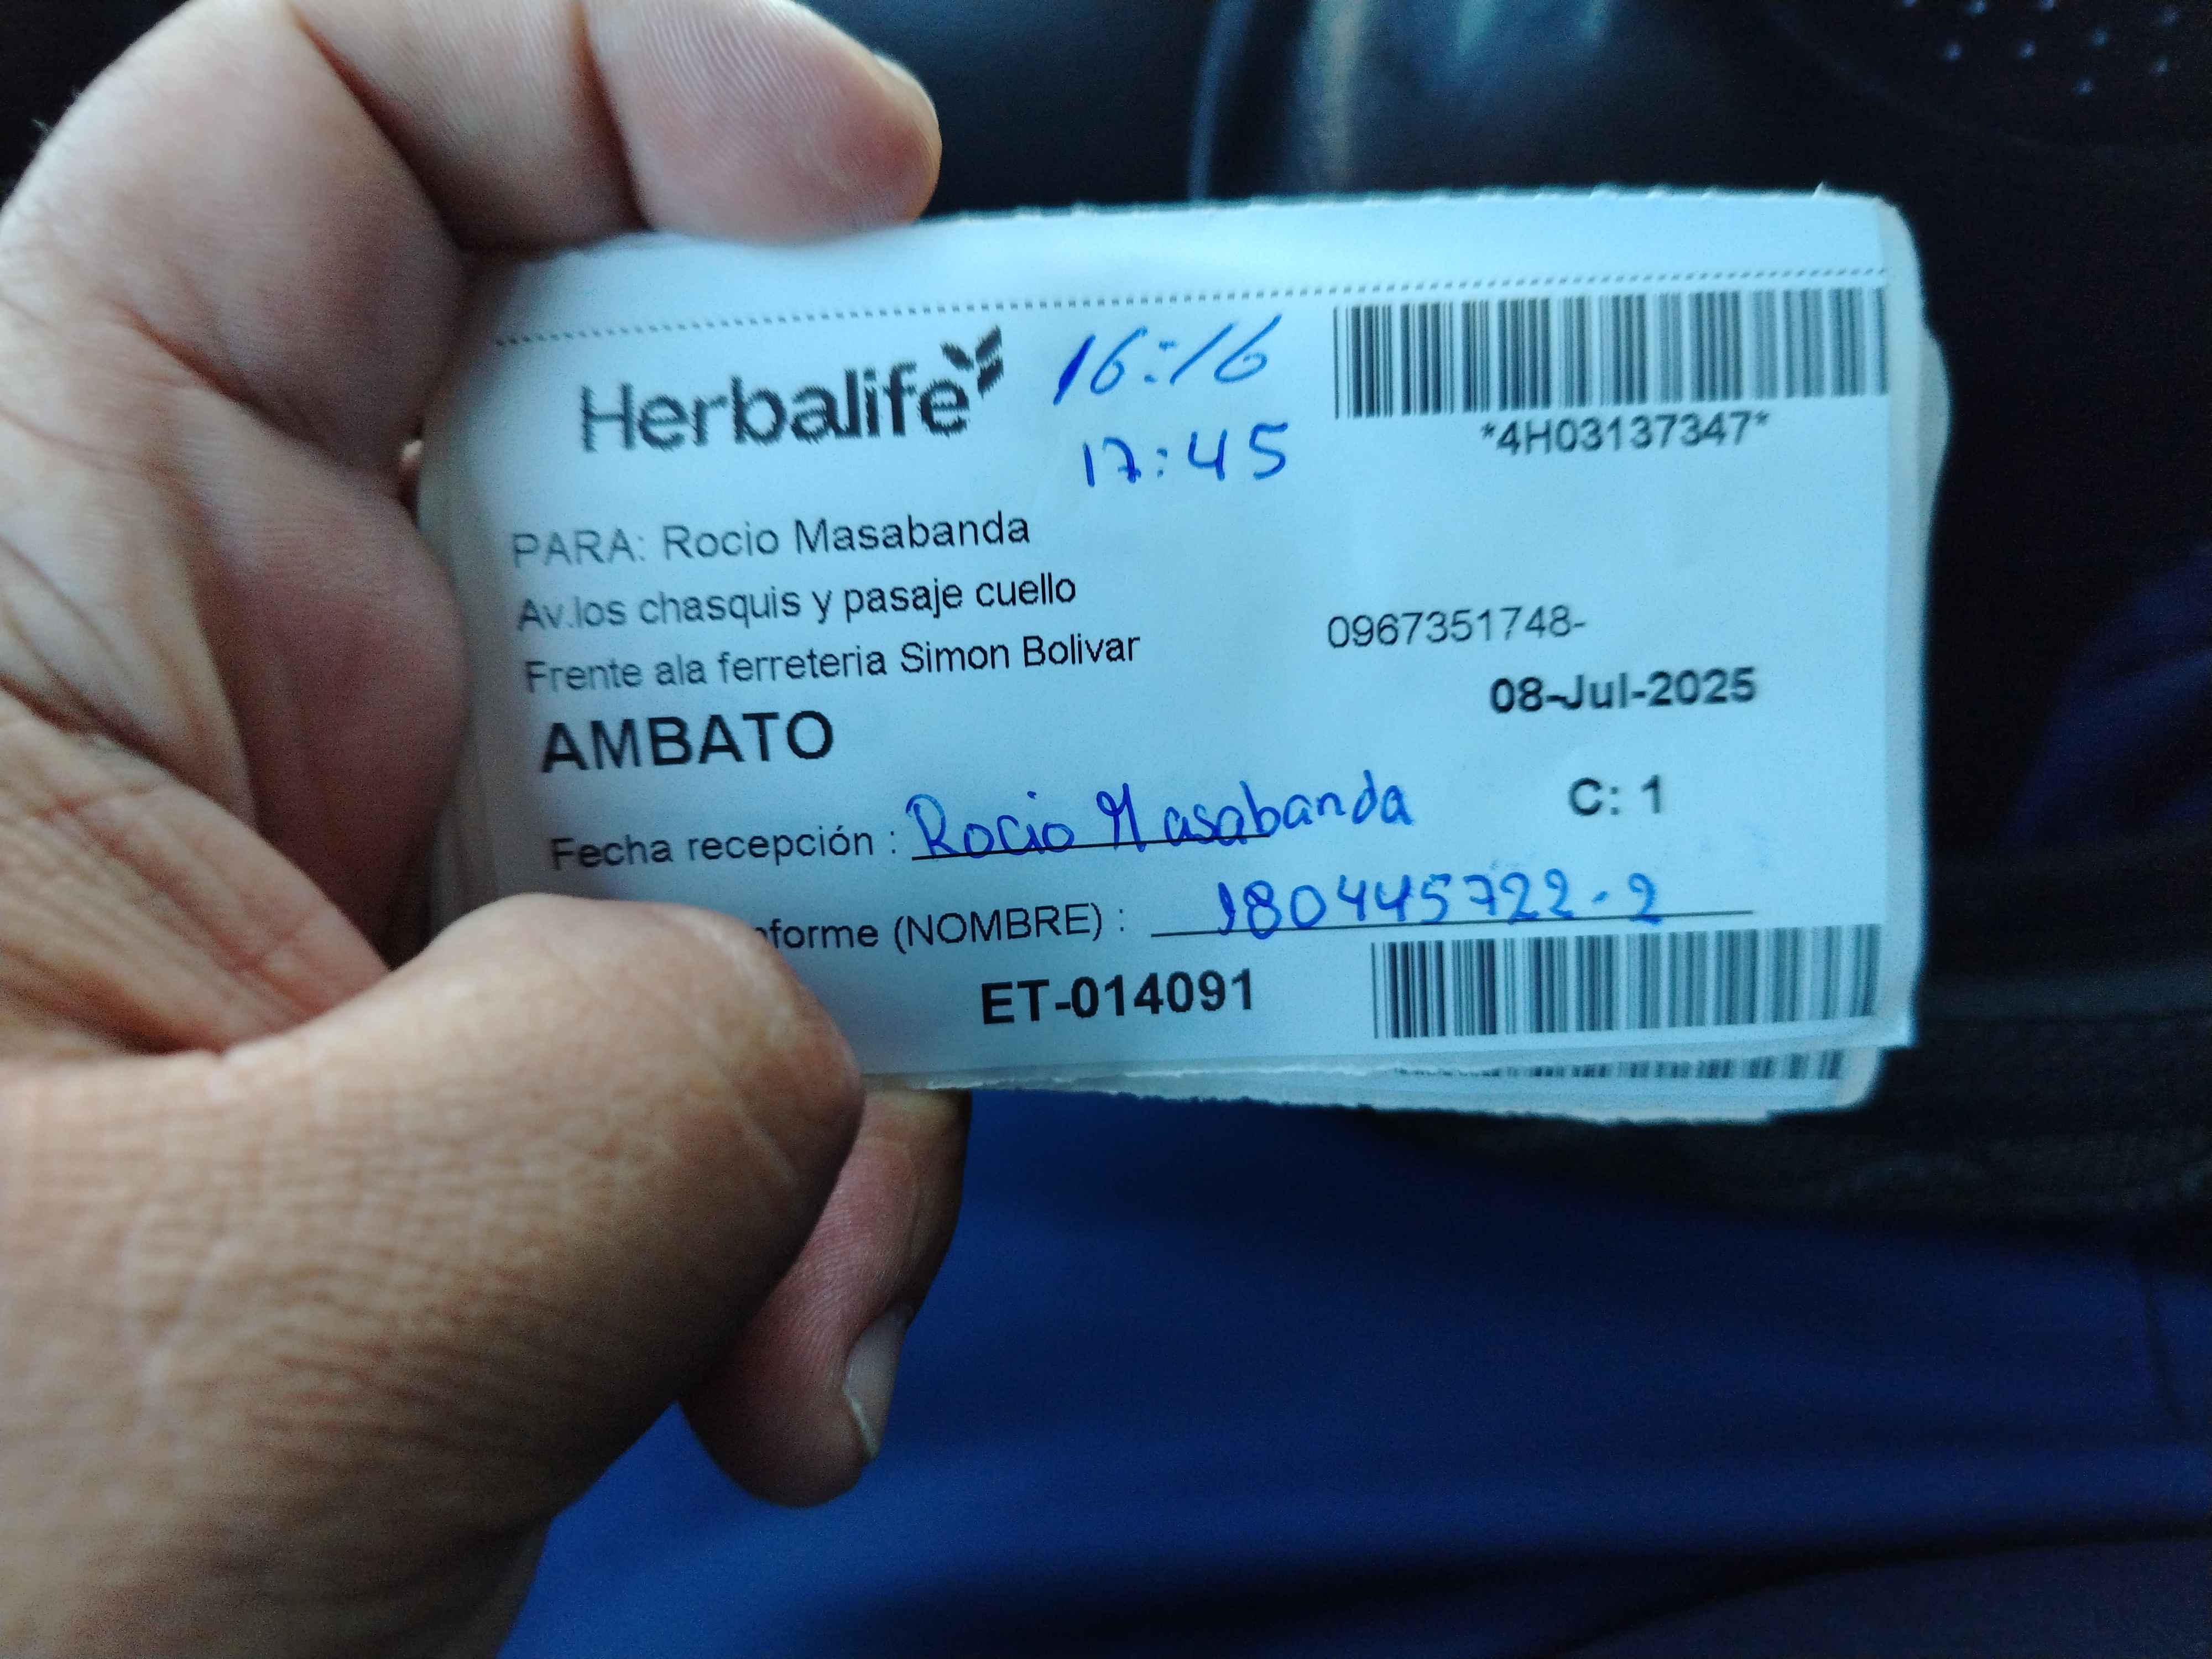 Herbalife
16:16
17:45
*4H03137347*
PARA: Rocio Masabanda
Av.los chasquis y pasaje cuello
Frente ala ferreteria Simon Bolivar
0967351748-
AMBATO
08-Jul-2025
C: 1
Fecha recepción : Rocio Masabanda
nforme (NOMBRE) : 180445722-2
ET-014091